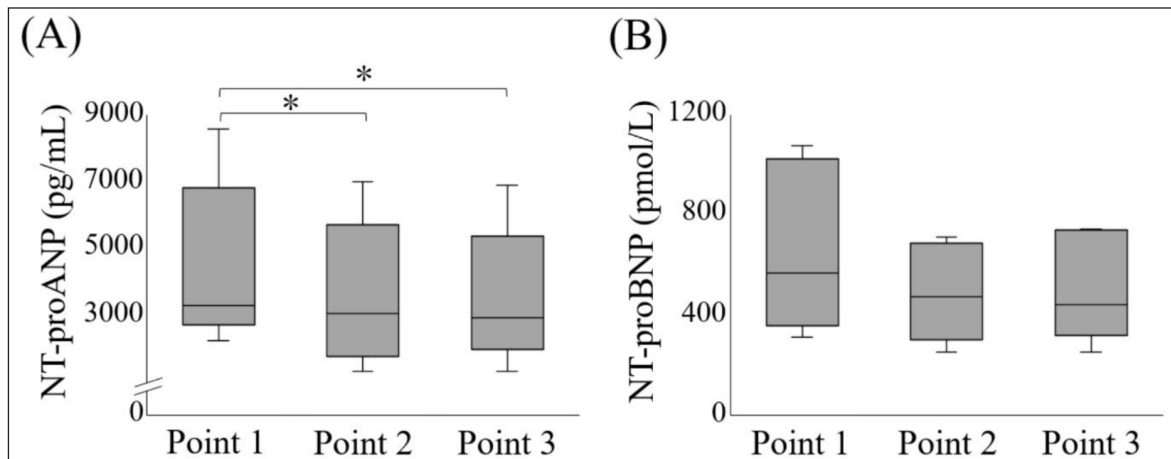 (A)
NT-proANP (pg/mL)
9000
7000
5000
3000
0
*
*
Point 1 Point 2 Point 3
(B)
NT-proBNP (pmol/L)
1200
800
400
0
Point 1 Point 2 Point 3